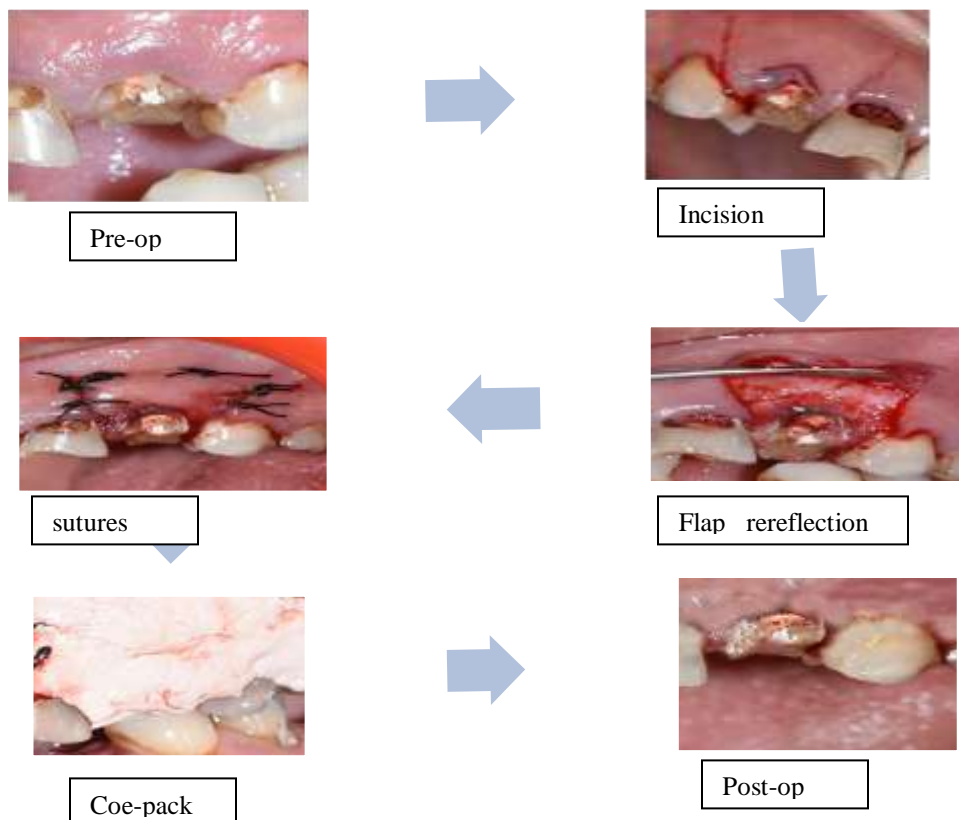 Pre-op
Incision
Flap rereflection
sutures
Coe-pack
Post-op